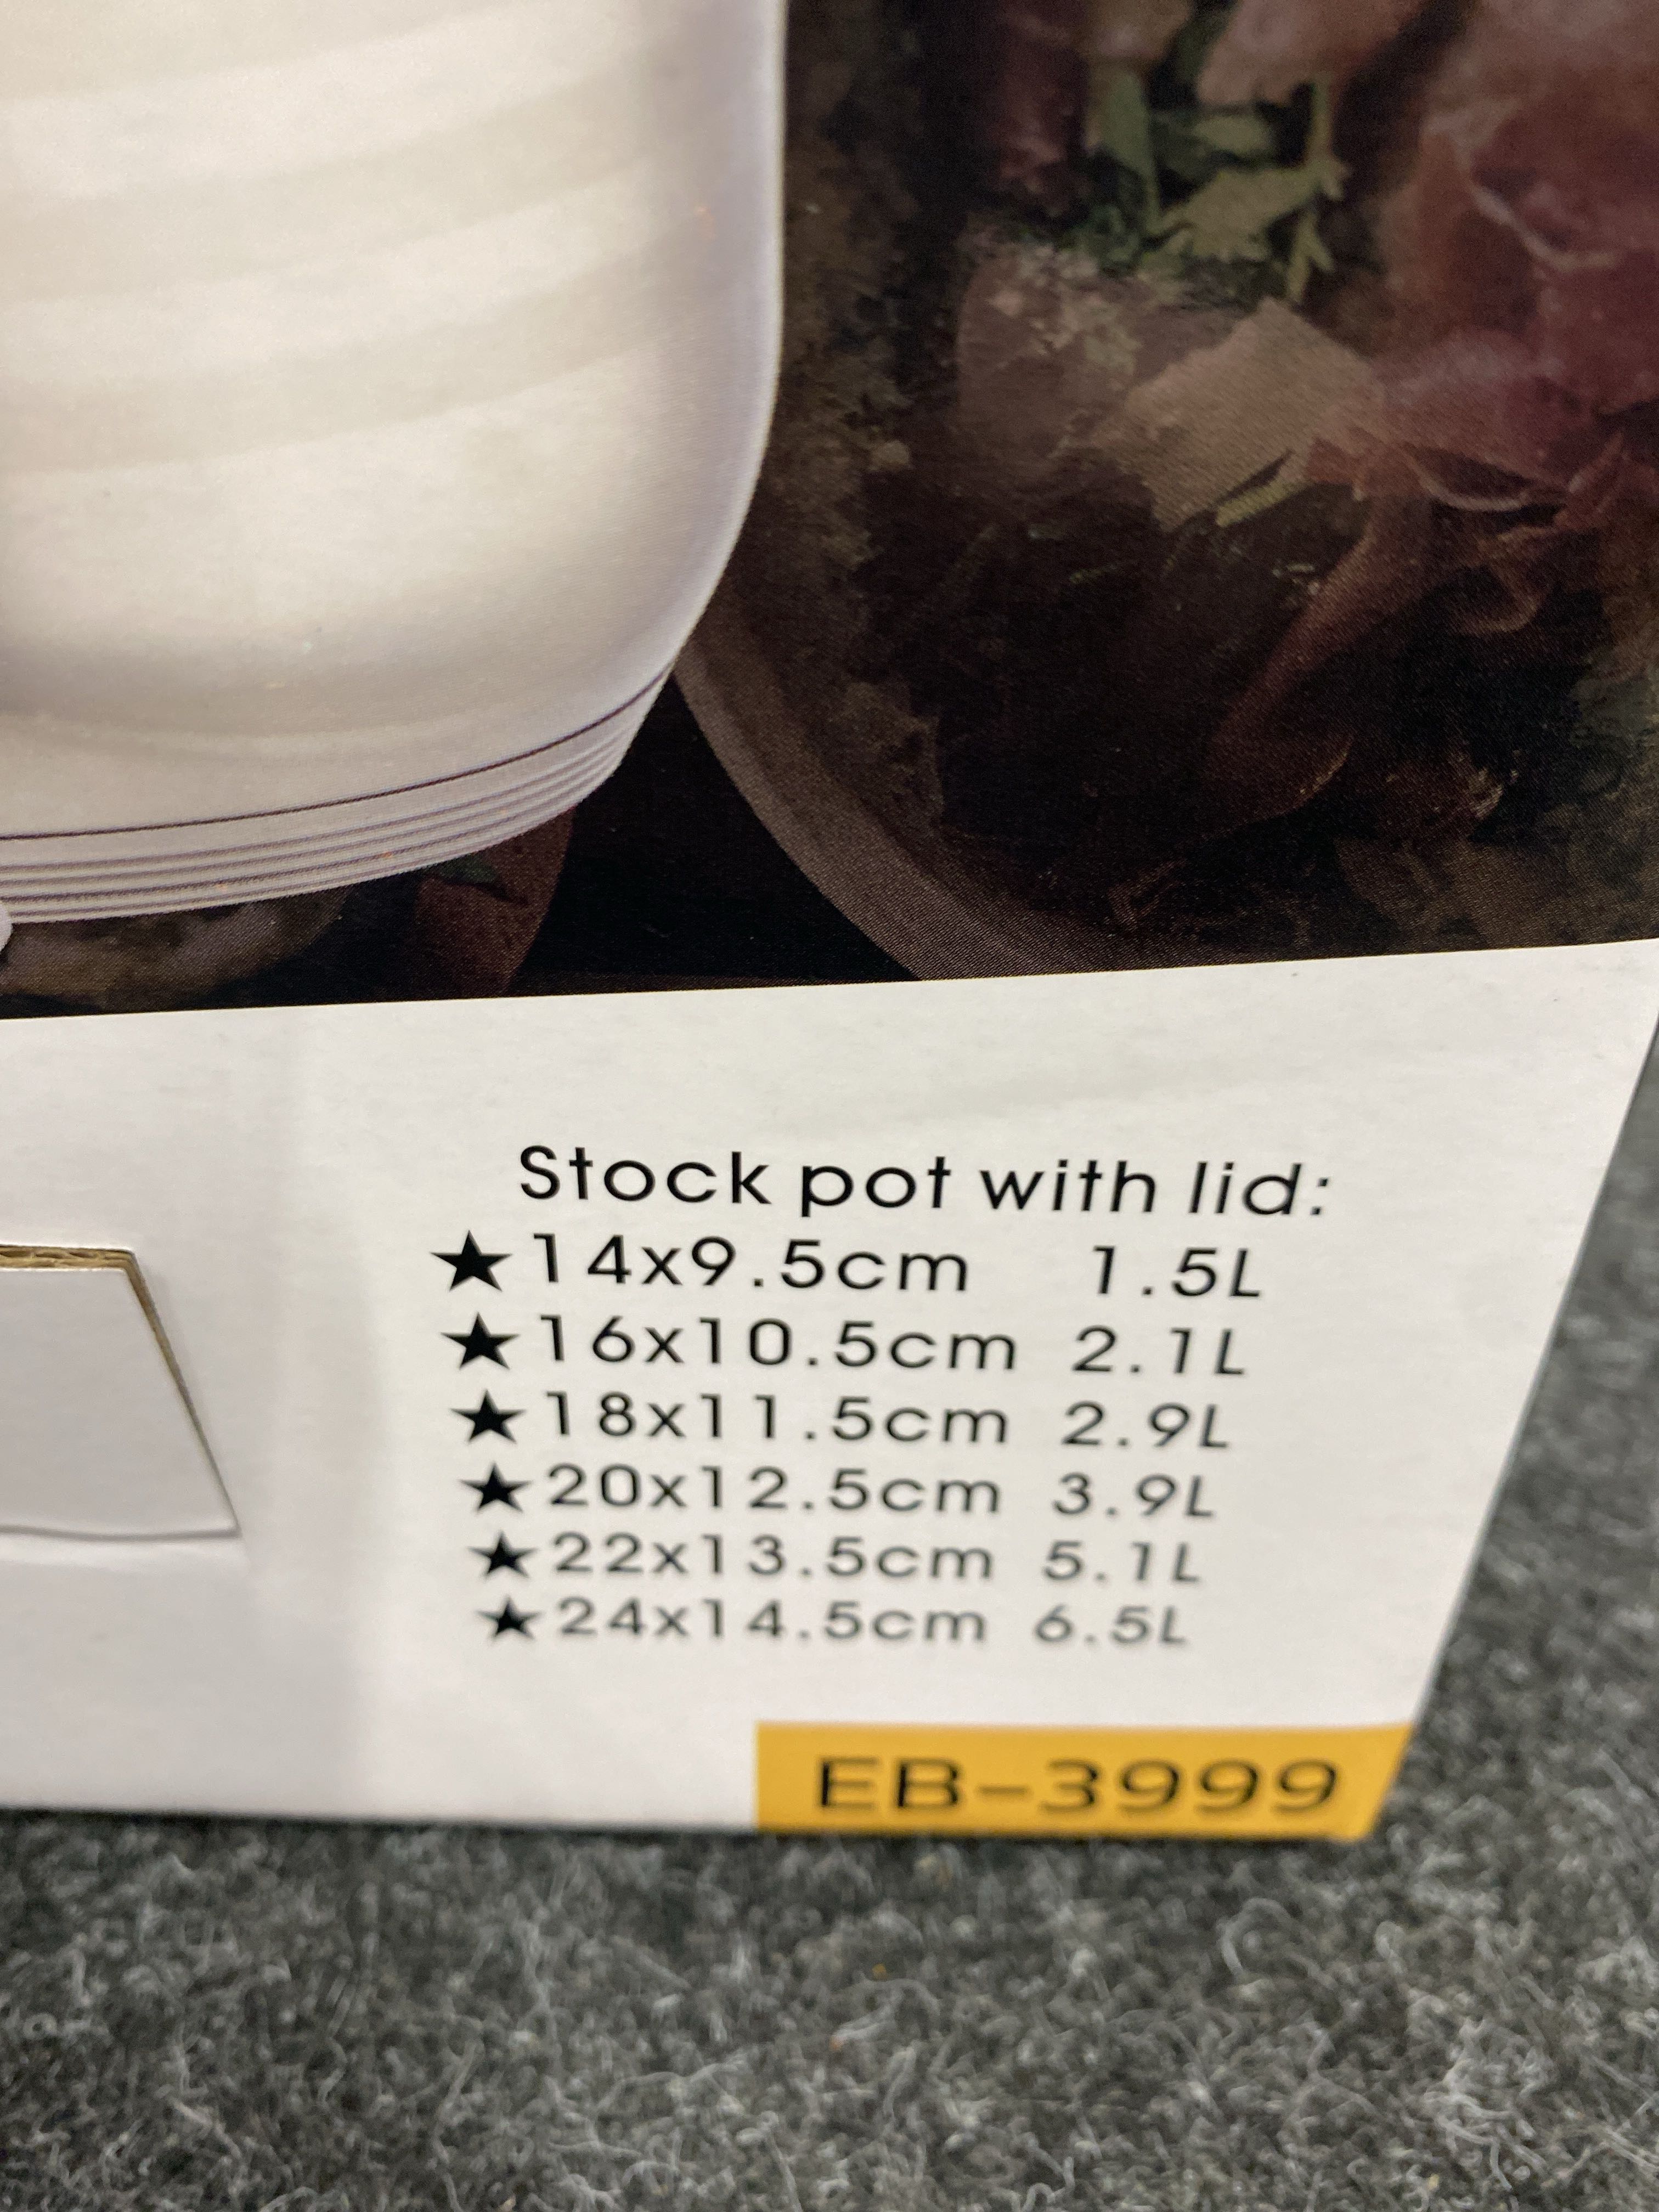 Stock pot with lid:
★14x9.5cm 1.5L
★16x10.5cm 2.1L
★18x11.5cm 2.9L
★20x12.5cm 3.9L
★22x13.5cm 5.1L
★24x14.5cm 6.5L
EB-3999